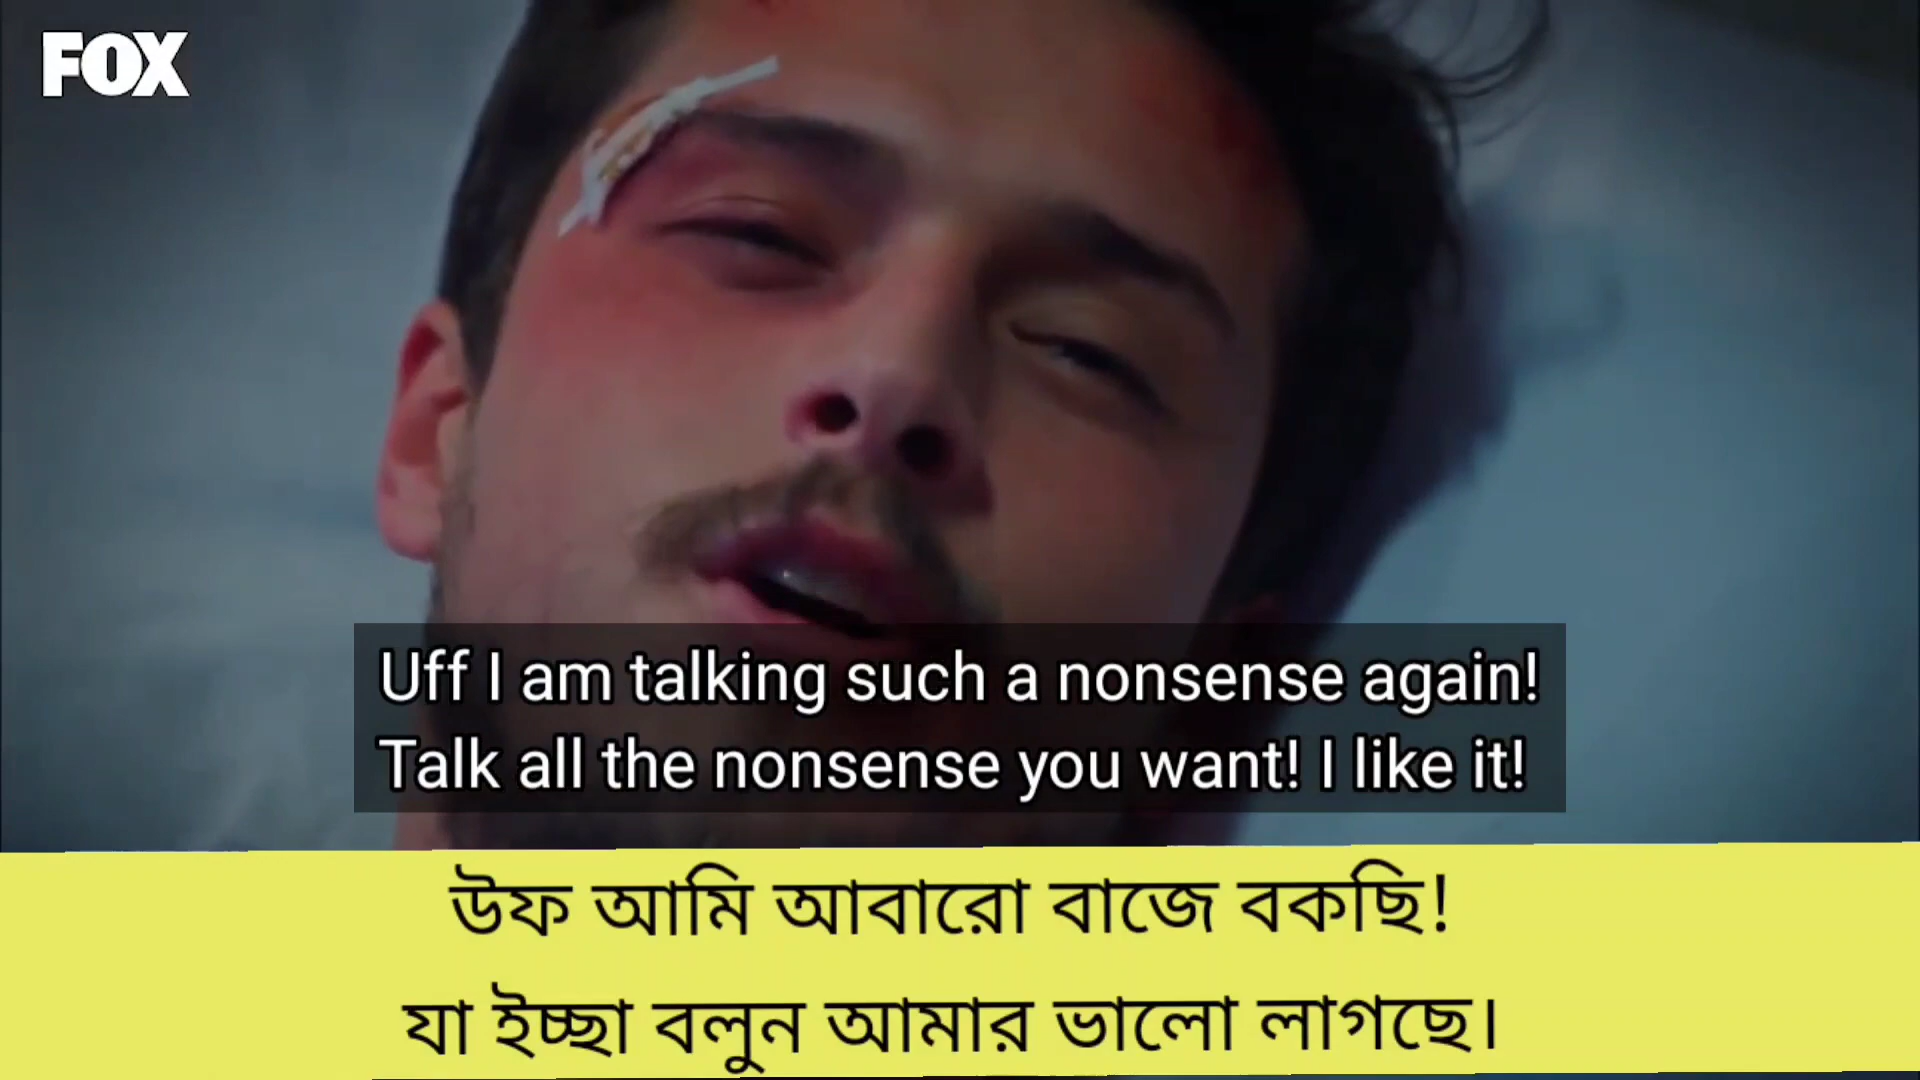 FOX
Uff I am talking such a nonsense again!
Talk all the nonsense you want! I like it!
উফ আমি আবারো বাজে বকছি!
যা ইচ্ছা বলুন আমার ভালো লাগছে।